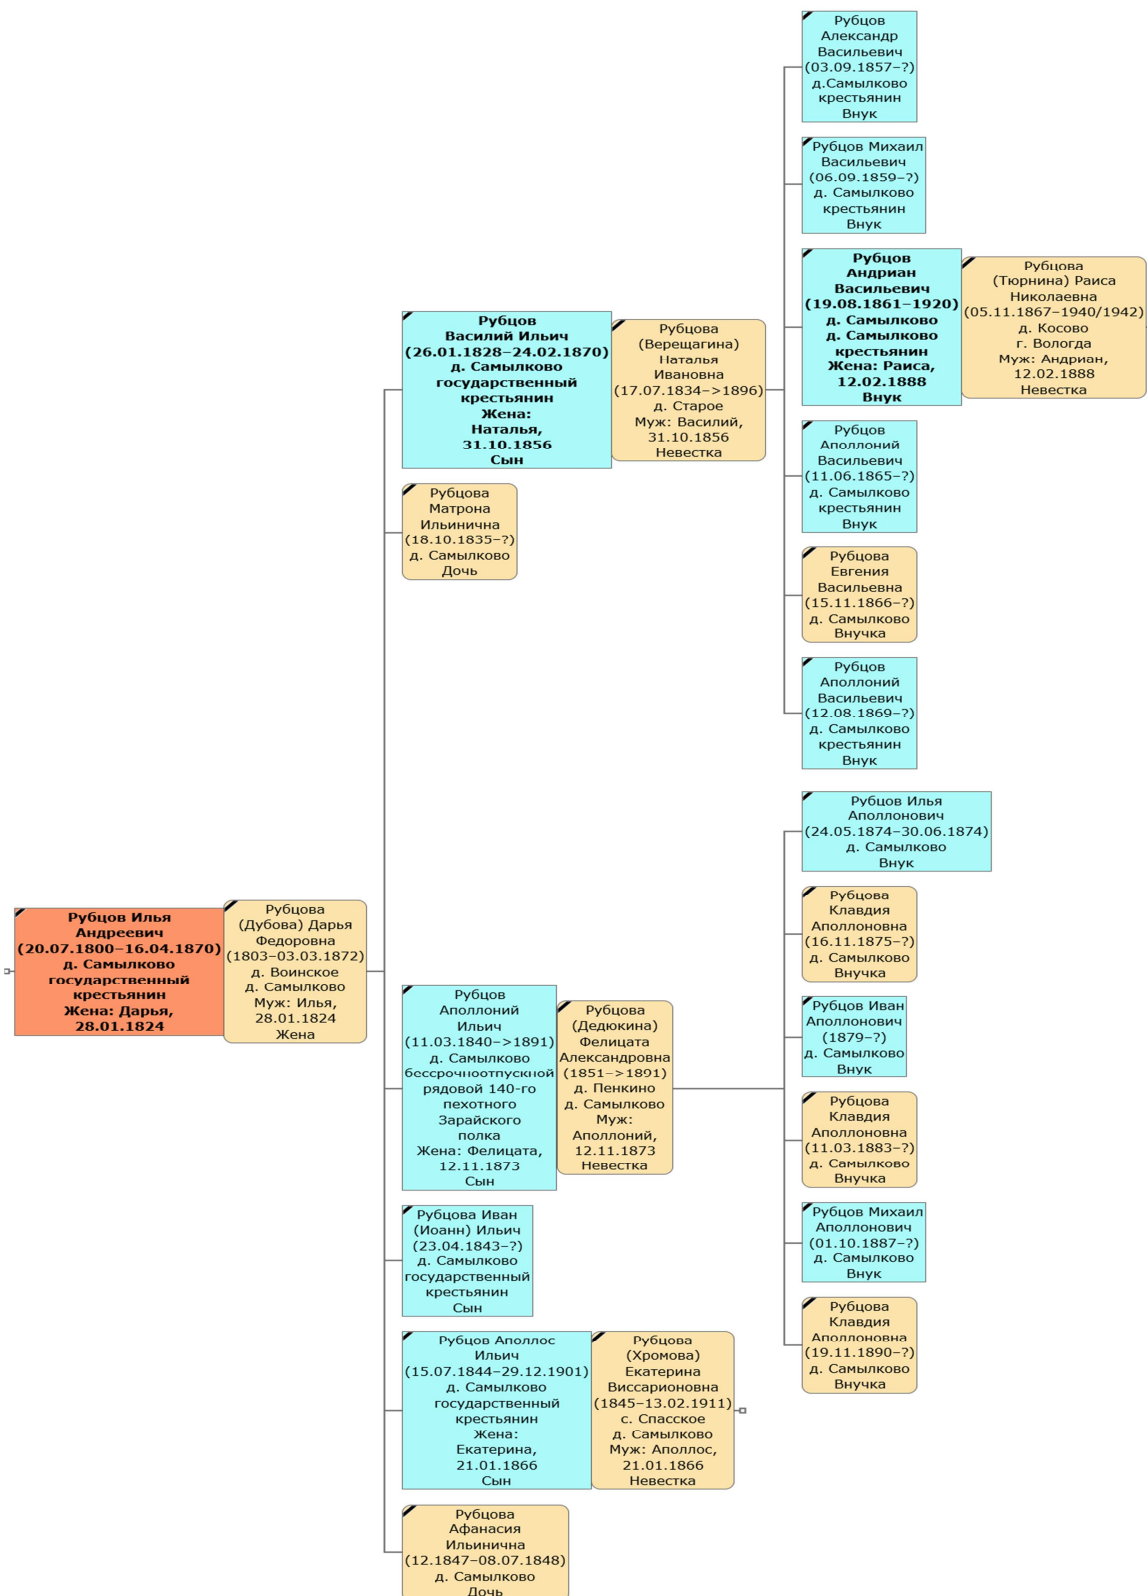 Рубцов Илья
Андреевич
(20.07.1800–16.04.1870)
д. Самылково
государственный
крестьянин
Жена: Дарья,
28.01.1824
Рубцова
(Дубова) Дарья
Федоровна
(1803–03.03.1872)
д. Воинское
д. Самылково
Муж: Илья,
28.01.1824
Жена
Рубцов
Василий Ильич
(26.01.1828–24.02.1870)
д. Самылково
государственный
крестьянин
Жена:
Наталья,
31.10.1856
Сын
Рубцова
(Верещагина)
Наталья
Ивановна
(17.07.1834–>1896)
д. Старое
Муж: Василий,
31.10.1856
Невестка
Рубцов
Александр
Васильевич
(03.09.1857–?)
д.Самылково
крестьянин
Внук
Рубцов Михаил
Васильевич
(06.09.1859–?)
д. Самылково
крестьянин
Внук
Рубцов
Андриан
Васильевич
(19.08.1861–1920)
д. Самылково
д. Самылково
крестьянин
Жена: Раиса,
12.02.1888
Внук
Рубцова
(Тюрнина) Раиса
Николаевна
(05.11.1867–1940/1942)
д. Косово
г. Вологда
Муж: Андриан,
12.02.1888
Невестка
Рубцов
Аполлоний
Васильевич
(11.06.1865–?)
д. Самылково
крестьянин
Внук
Рубцова
Евгения
Васильевна
(15.11.1866–?)
д. Самылково
Внучка
Рубцов
Аполлоний
Васильевич
(12.08.1869–?)
д. Самылково
крестьянин
Внук
Рубцова
Матрона
Ильинична
(18.10.1835–?)
д. Самылково
Дочь
Рубцов
Аполлоний
Ильич
(11.03.1840–>1891)
д. Самылково
бессрочноотпускной
рядовой 140-го
пехотного
Зарайского
полка
Жена: Фелицата,
12.11.1873
Сын
Рубцова
(Дедюкина)
Фелицата
Александровна
(1851–>1891)
д. Пенкино
д. Самылково
Муж:
Аполлоний,
12.11.1873
Невестка
Рубцов Илья
Аполлонович
(24.05.1874–30.06.1874)
д. Самылково
Внук
Рубцова
Клавдия
Аполлоновна
(16.11.1875–?)
д. Самылково
Внучка
Рубцов Иван
Аполлонович
(1879–?)
д. Самылково
Внук
Рубцова
Клавдия
Аполлоновна
(11.03.1883–?)
д. Самылково
Внучка
Рубцов Михаил
Аполлонович
(01.10.1887–?)
д. Самылково
Внук
Рубцова
Клавдия
Аполлоновна
(19.11.1890–?)
д. Самылково
Внучка
Рубцова Иван
(Иоанн) Ильич
(23.04.1843–?)
д. Самылково
государственный
крестьянин
Сын
Рубцов Аполлос
Ильич
(15.07.1844–29.12.1901)
д. Самылково
государственный
крестьянин
Жена:
Екатерина,
21.01.1866
Сын
Рубцова
(Хромова)
Екатерина
Виссарионовна
(1845–13.02.1911)
с. Спасское
д. Самылково
Муж: Аполлос,
21.01.1866
Невестка
Рубцова
Афанасия
Ильинична
(12.1847–08.07.1848)
д. Самылково
Дочь